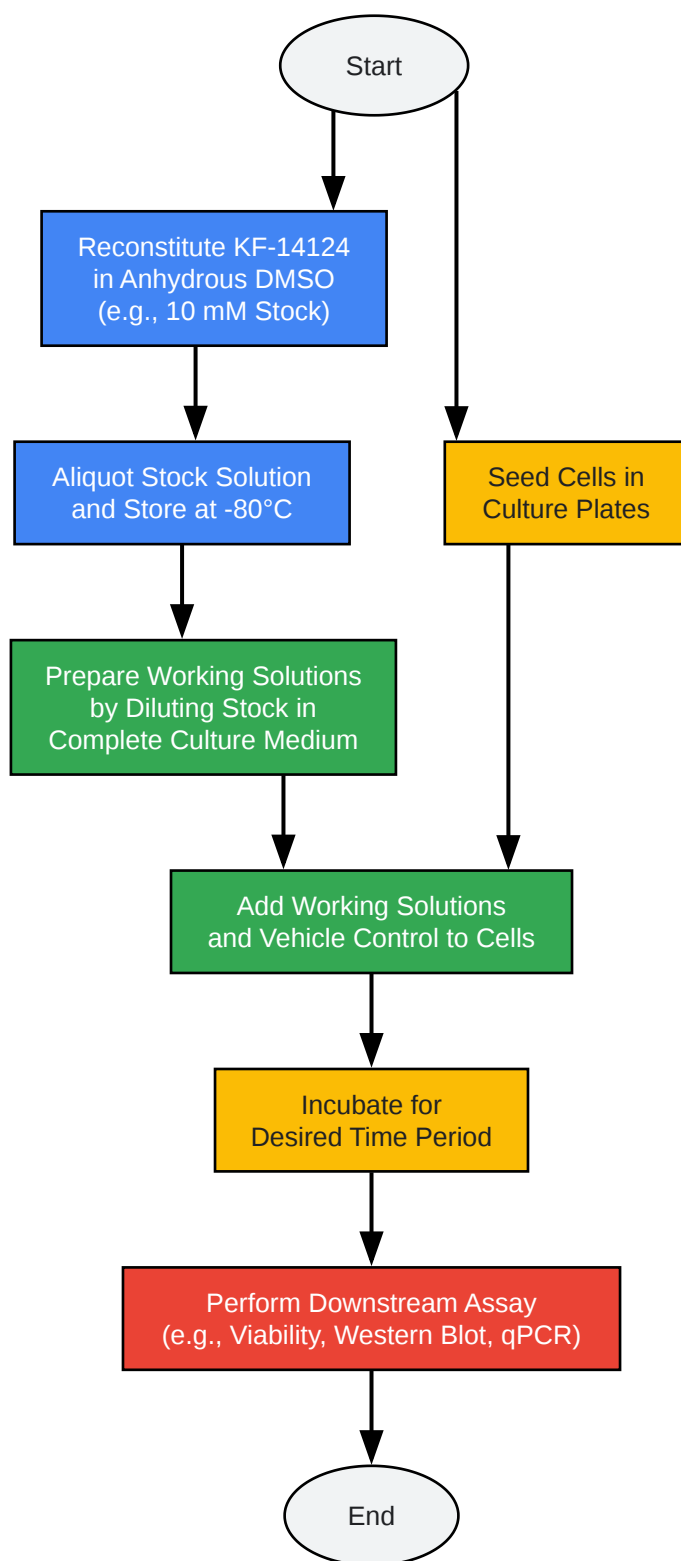 Start
Reconstitute KF-14124
in Anhydrous DMSO
(e.g., 10 mM Stock)
Aliquot Stock Solution
and Store at -80°C
Seed Cells in
Culture Plates
Prepare Working Solutions
by Diluting Stock in
Complete Culture Medium
Add Working Solutions
and Vehicle Control to Cells
Incubate for
Desired Time Period
Perform Downstream Assay
(e.g., Viability, Western Blot, qPCR)
End